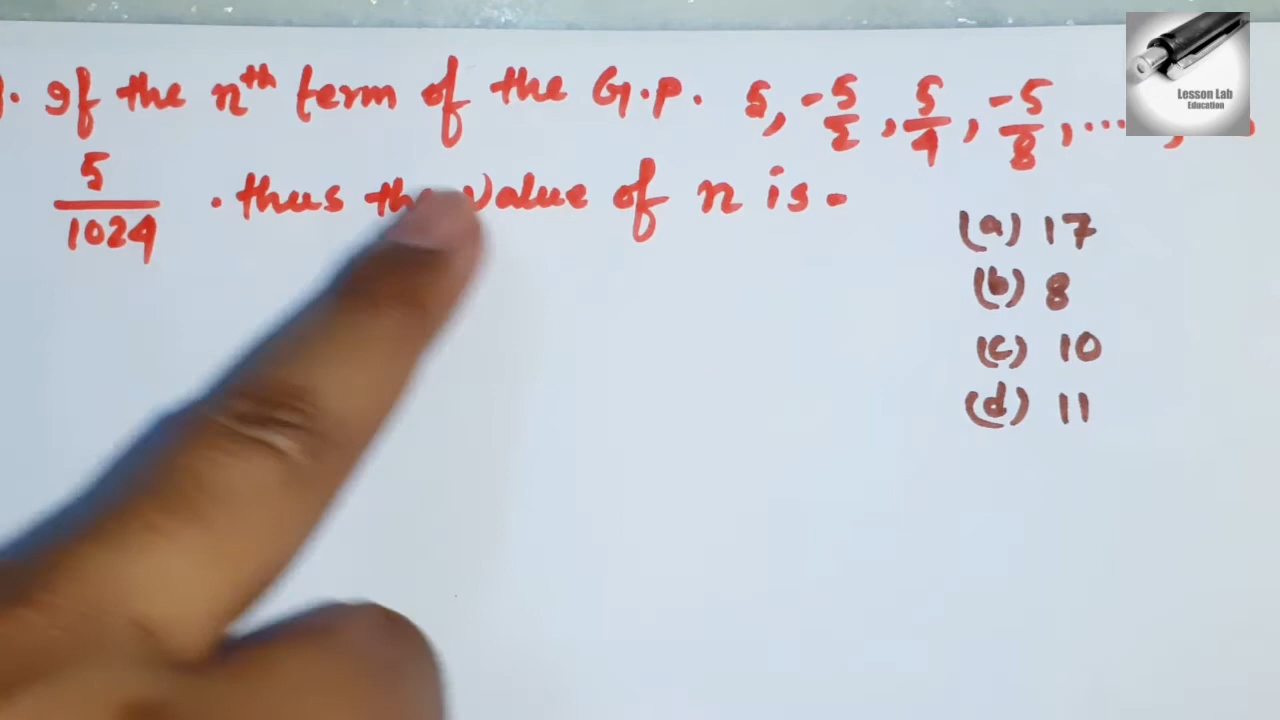 . If the nth term of the G.P. 5, -5/2, 5/4, -5/8, ... ,
5/1024 . thus the value of n is -
(a) 17
(b) 8
(c) 10
(d) 11
Lesson Lab
Education